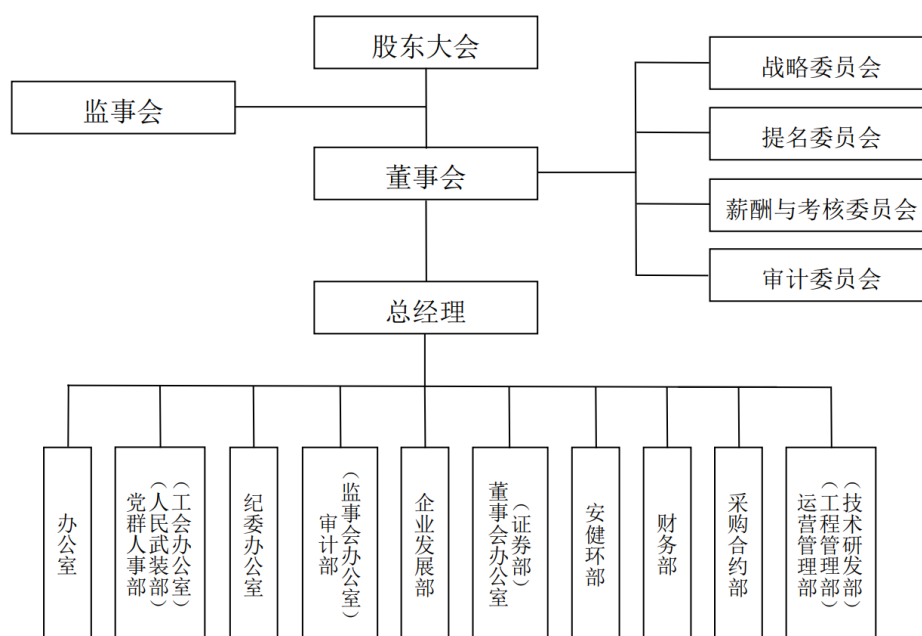 股东大会
监事会
董事会
战略委员会
提名委员会
薪酬与考核委员会
审计委员会
总经理
办公室
党群人事部
（人民武装部）
（工会办公室）
纪委办公室
审计部
（监事会办公室）
企业发展部
董事会办公室
（证券部）
安健环部
财务部
采购合约部
运营管理部
（工程管理部）
（技术研发部）